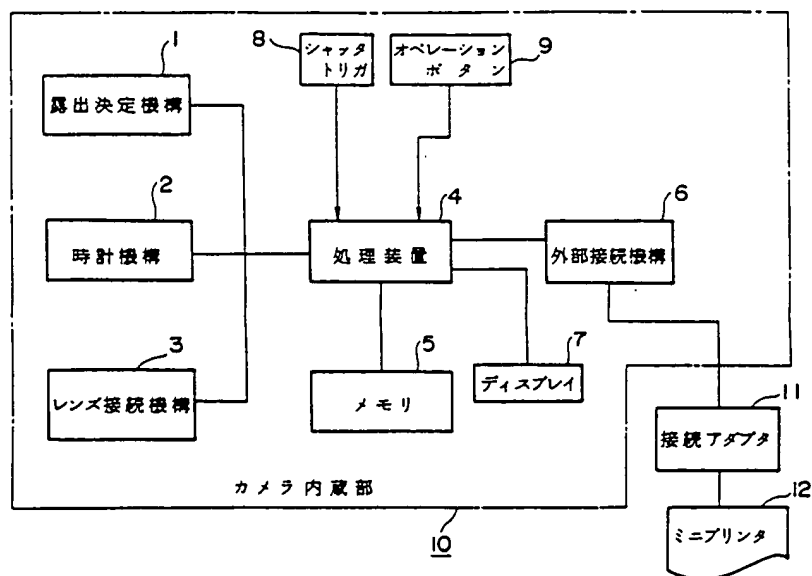 1
露出決定機構
2
時計機構
3
レンズ接続機構
8
シャッタ
トリガ
オペレーション
ボタン
9
4
処理装置
5
メモリ
6
外部接続機構
7
ディスプレイ
カメラ内蔵部
10
11
接続アダプタ
12
ミニプリンタ